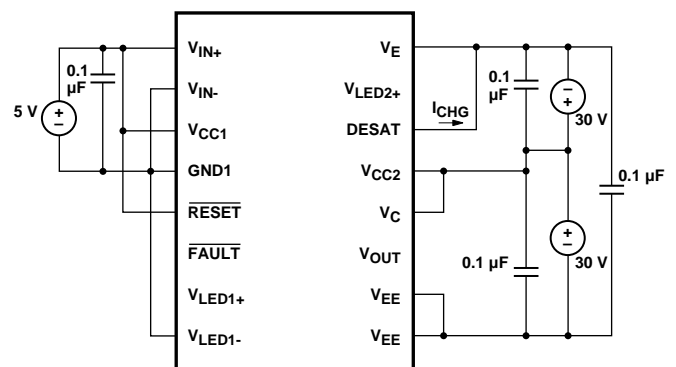 V_IN+
V_E
0.1 µF
0.1 µF
V_IN-
V_LED2+
I_CHG
5 V
30 V
V_CC1
DESAT
GND1
V_CC2
0.1 µF
RESET
V_C
FAULT
V_OUT
0.1 µF
30 V
V_LED1+
V_EE
V_LED1-
V_EE